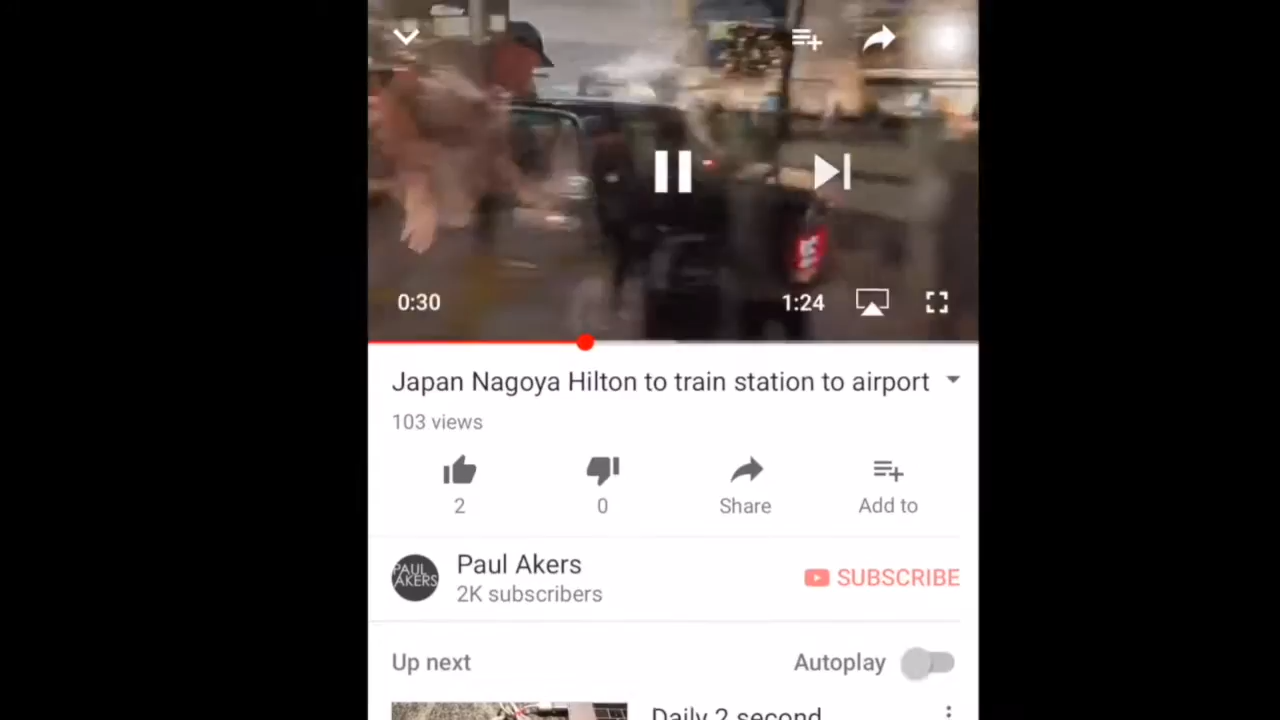 0:30
1:24
Japan Nagoya Hilton to train station to airport
103 views
2
0
Share
Add to
PAUL
AKERS
Paul Akers
2K subscribers
SUBSCRIBE
Up next
Autoplay
Daily 2 second